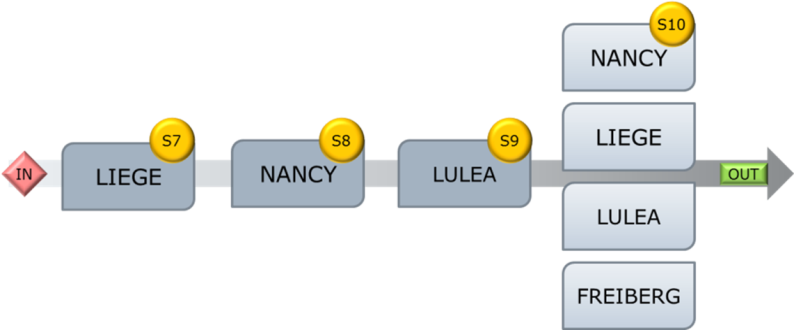 IN
LIEGE
S7
NANCY
S8
LULEA
S9
NANCY
S10
LIEGE
LULEA
FREIBERG
OUT